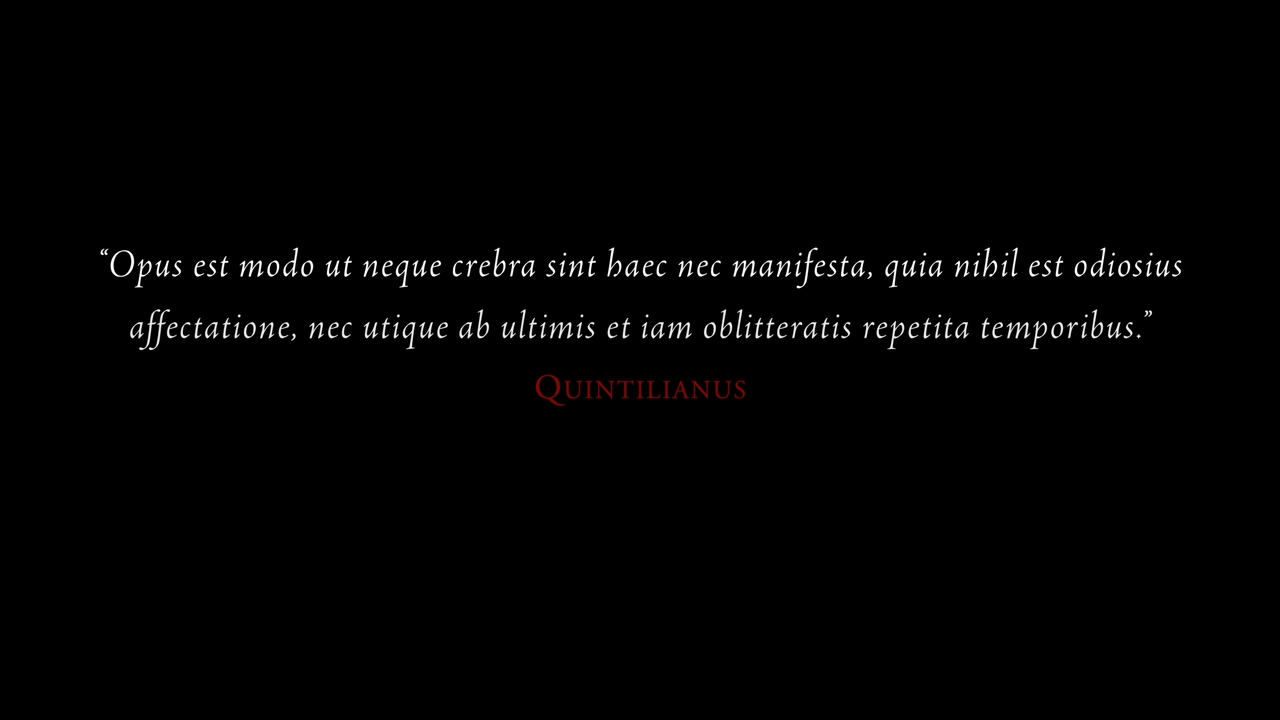 “Opus est modo ut neque crebra sint haec nec manifesta, quia nihil est odiosius
affectatione, nec utique ab ultimis et iam oblitteratis repetita temporibus.”
Quintilianus